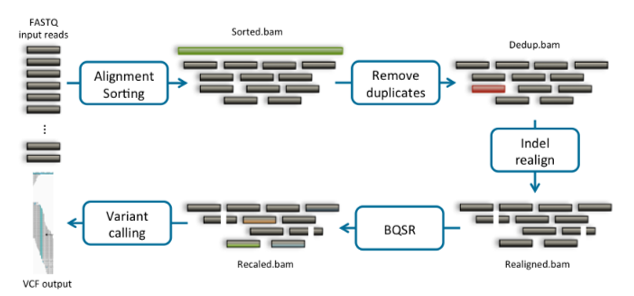 FASTQ
input reads
Alignment
Sorting
Sorted.bam
Remove
duplicates
Dedup.bam
Indel
realign
Realigned.bam
BQSR
Recaled.bam
Variant
calling
VCF output